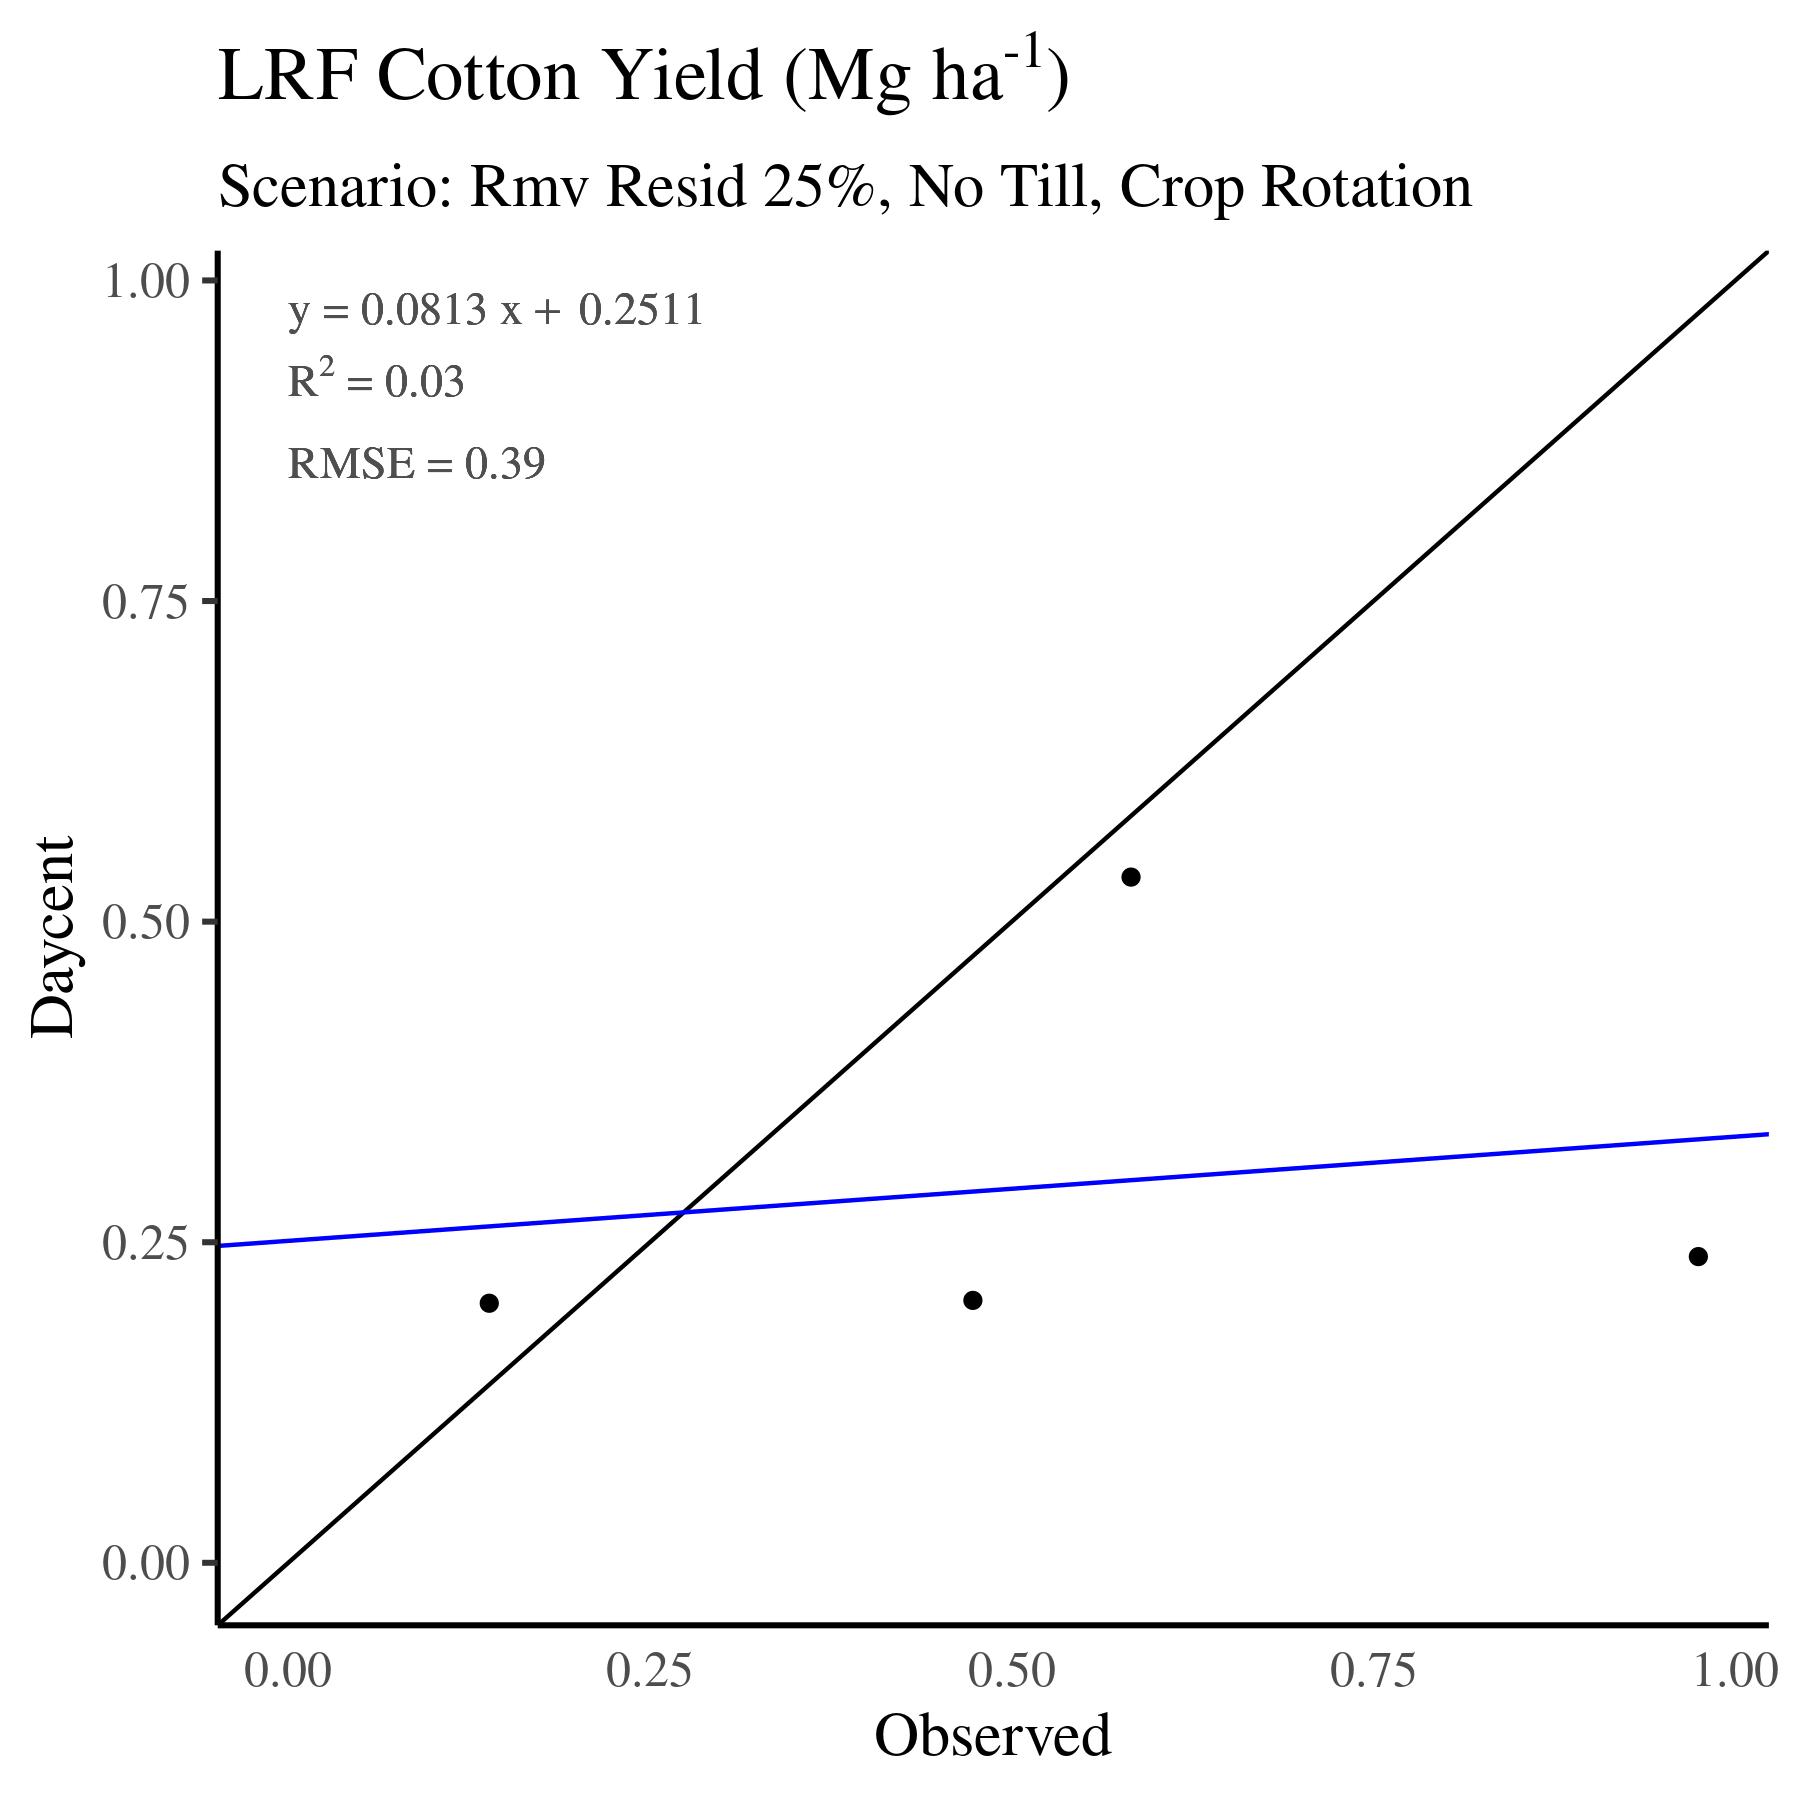 LRF Cotton Yield (Mg ha⁻¹)
Scenario: Rmv Resid 25%, No Till, Crop Rotation
y = 0.0813 x + 0.2511
R² = 0.03
RMSE = 0.39
1.00
0.75
0.50
0.25
0.00
Daycent
0.00 0.25 0.50 0.75 1.00
Observed